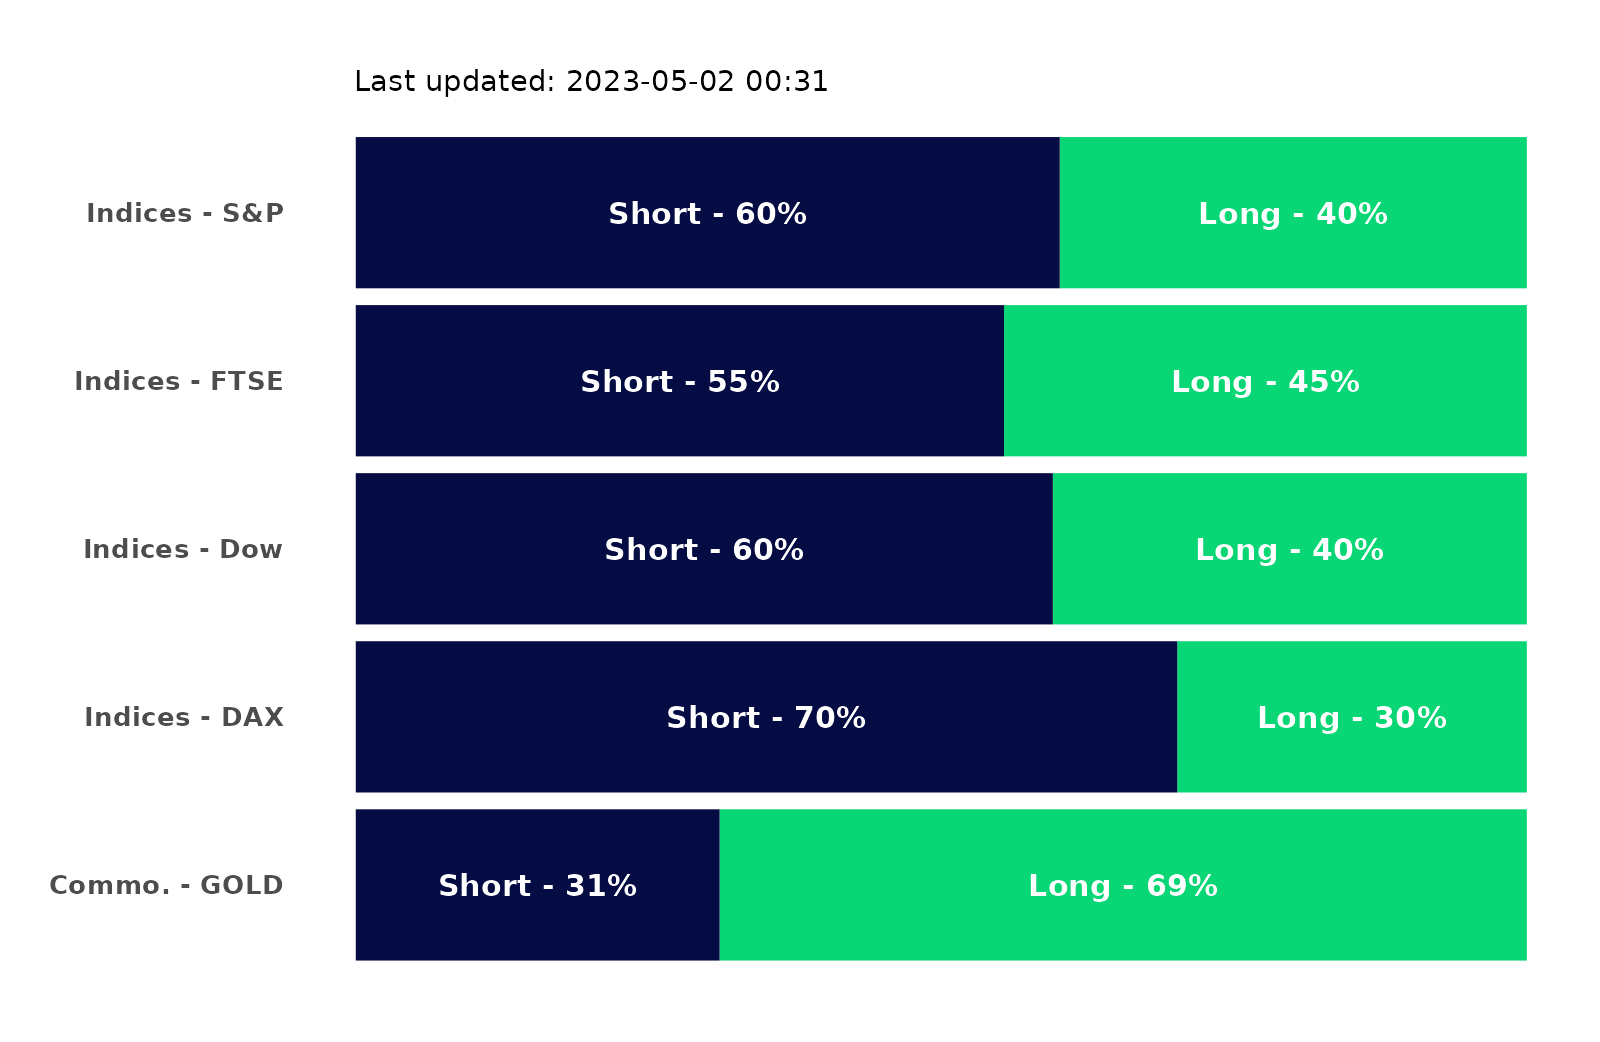 Last updated: 2023-05-02 00:31
Indices - S&P Short - 60% Long - 40%
Indices - FTSE Short - 55% Long - 45%
Indices - Dow Short - 60% Long - 40%
Indices - DAX Short - 70% Long - 30%
Commo. - GOLD Short - 31% Long - 69%